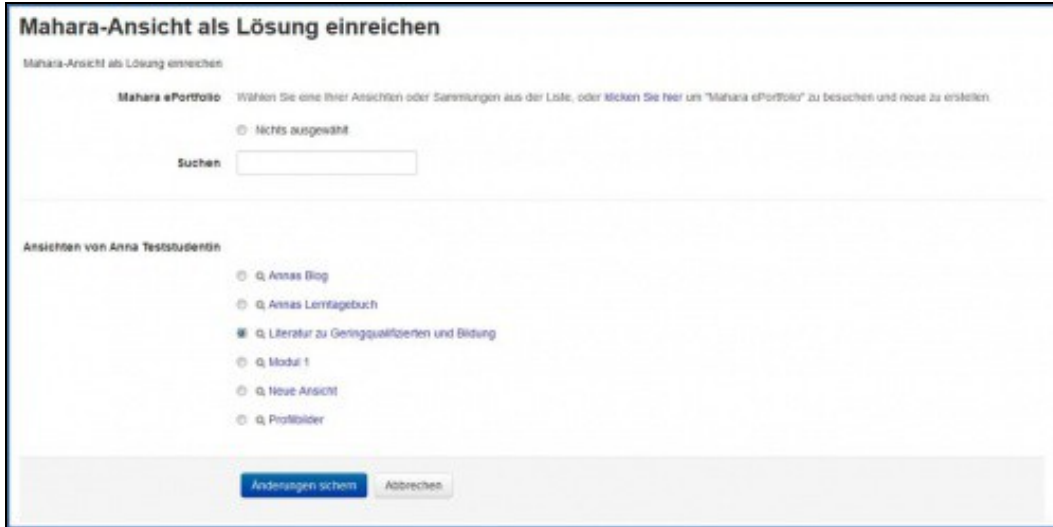 Mahara-Ansicht als Lösung einreichen
Mahara-Ansicht als Lösung einreichen
Mahara ePortfolio Wählen Sie eine Ihrer Ansichten oder Sammlungen aus der Liste, oder klicken Sie hier um "Mahara ePortfolio" zu besuchen und neue zu erstellen.
Nichts ausgewählt
Suchen
Ansichten von Anna Teststudentin
Annas Blog
Annas Lerntagebuch
Literatur zu Geringqualifizierten und Bildung
Modul 1
Neue Ansicht
Profilbilder
Änderungen sichern Abbrechen